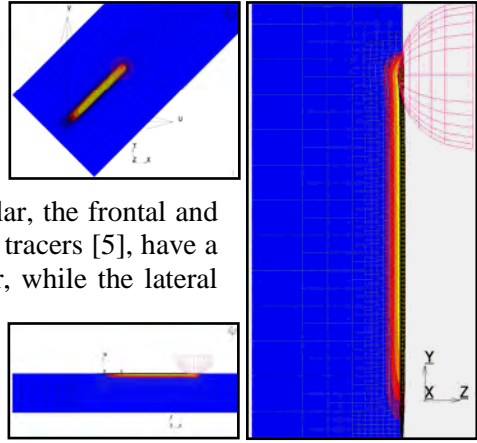 Y
Z X
lar, the frontal and
tracers [5], have a
r, while the lateral
Y
X Z